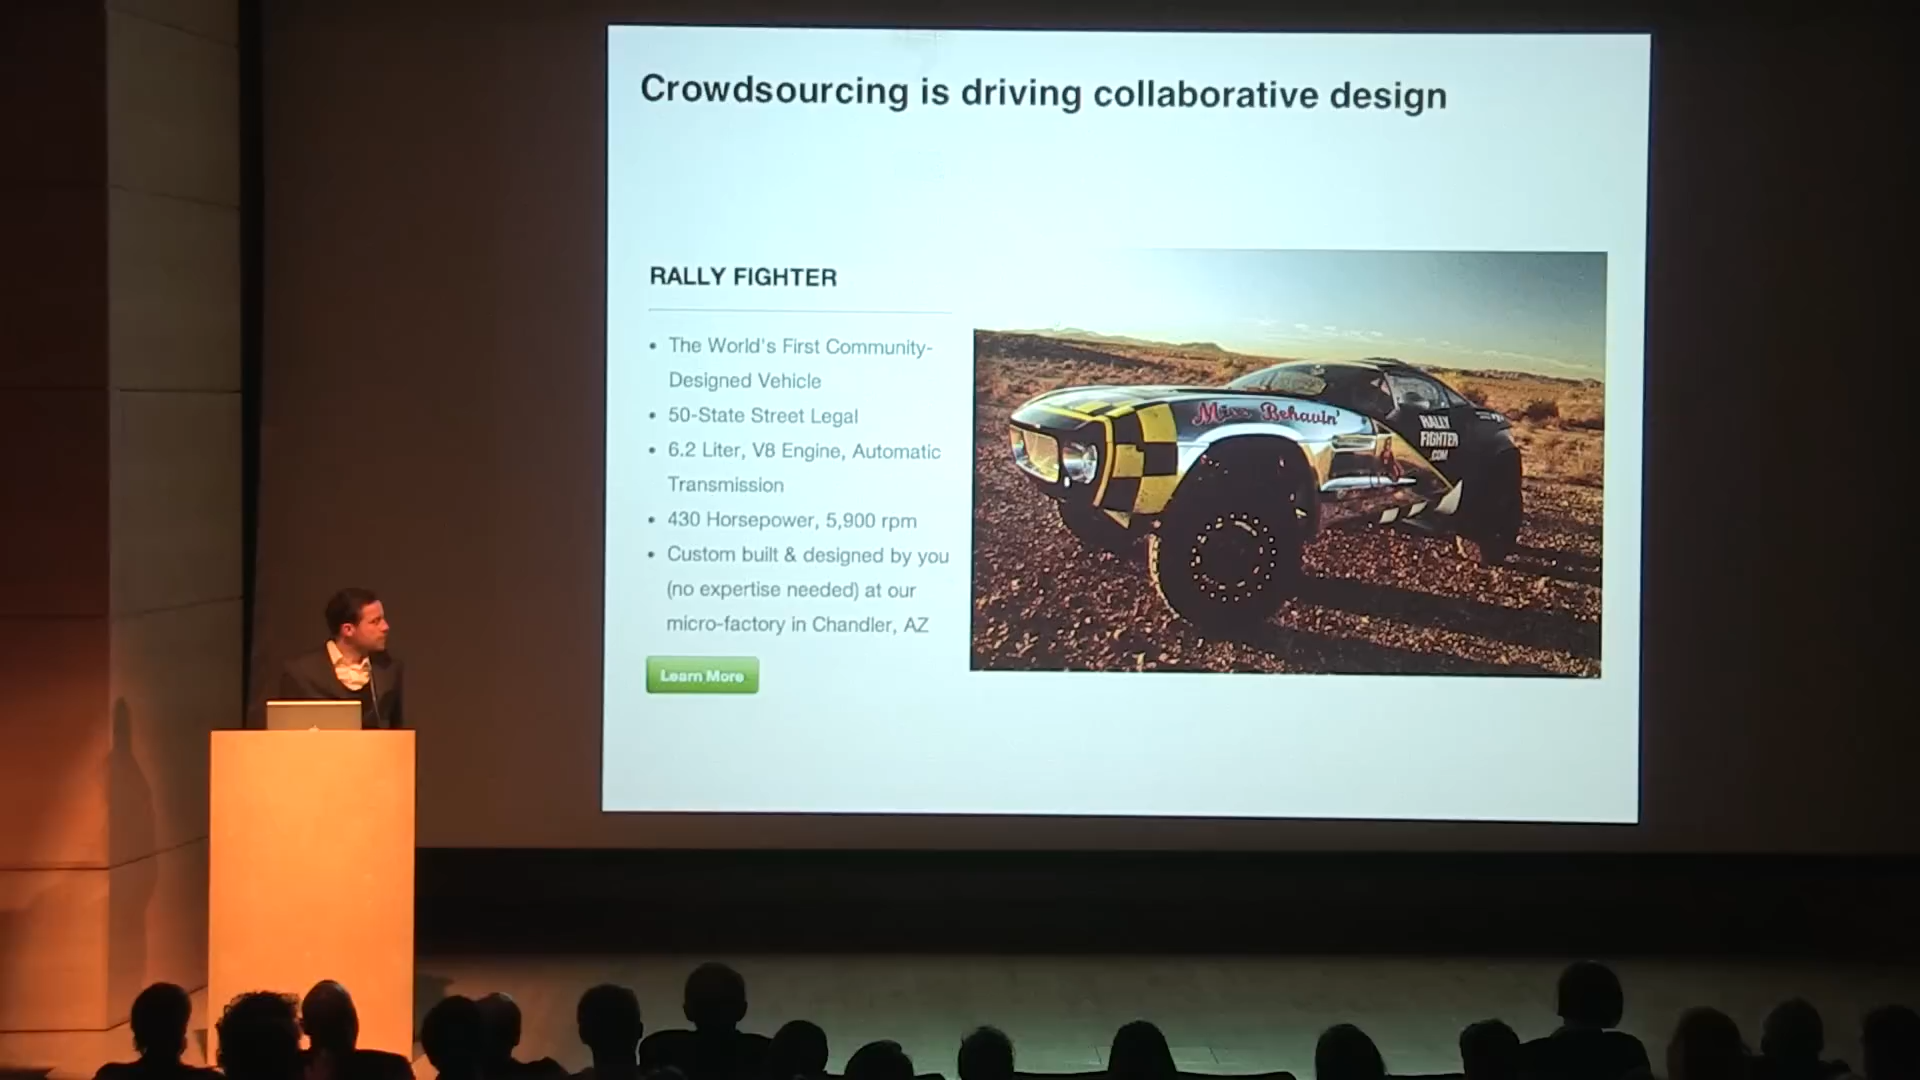 Crowdsourcing is driving collaborative design
RALLY FIGHTER
• The World's First Community-
Designed Vehicle
• 50-State Street Legal
• 6.2 Liter, V8 Engine, Automatic
Transmission
• 430 Horsepower, 5,900 rpm
• Custom built & designed by you
(no expertise needed) at our
micro-factory in Chandler, AZ
Learn More
Miss Behavin'
RALLY
FIGHTER
.COM